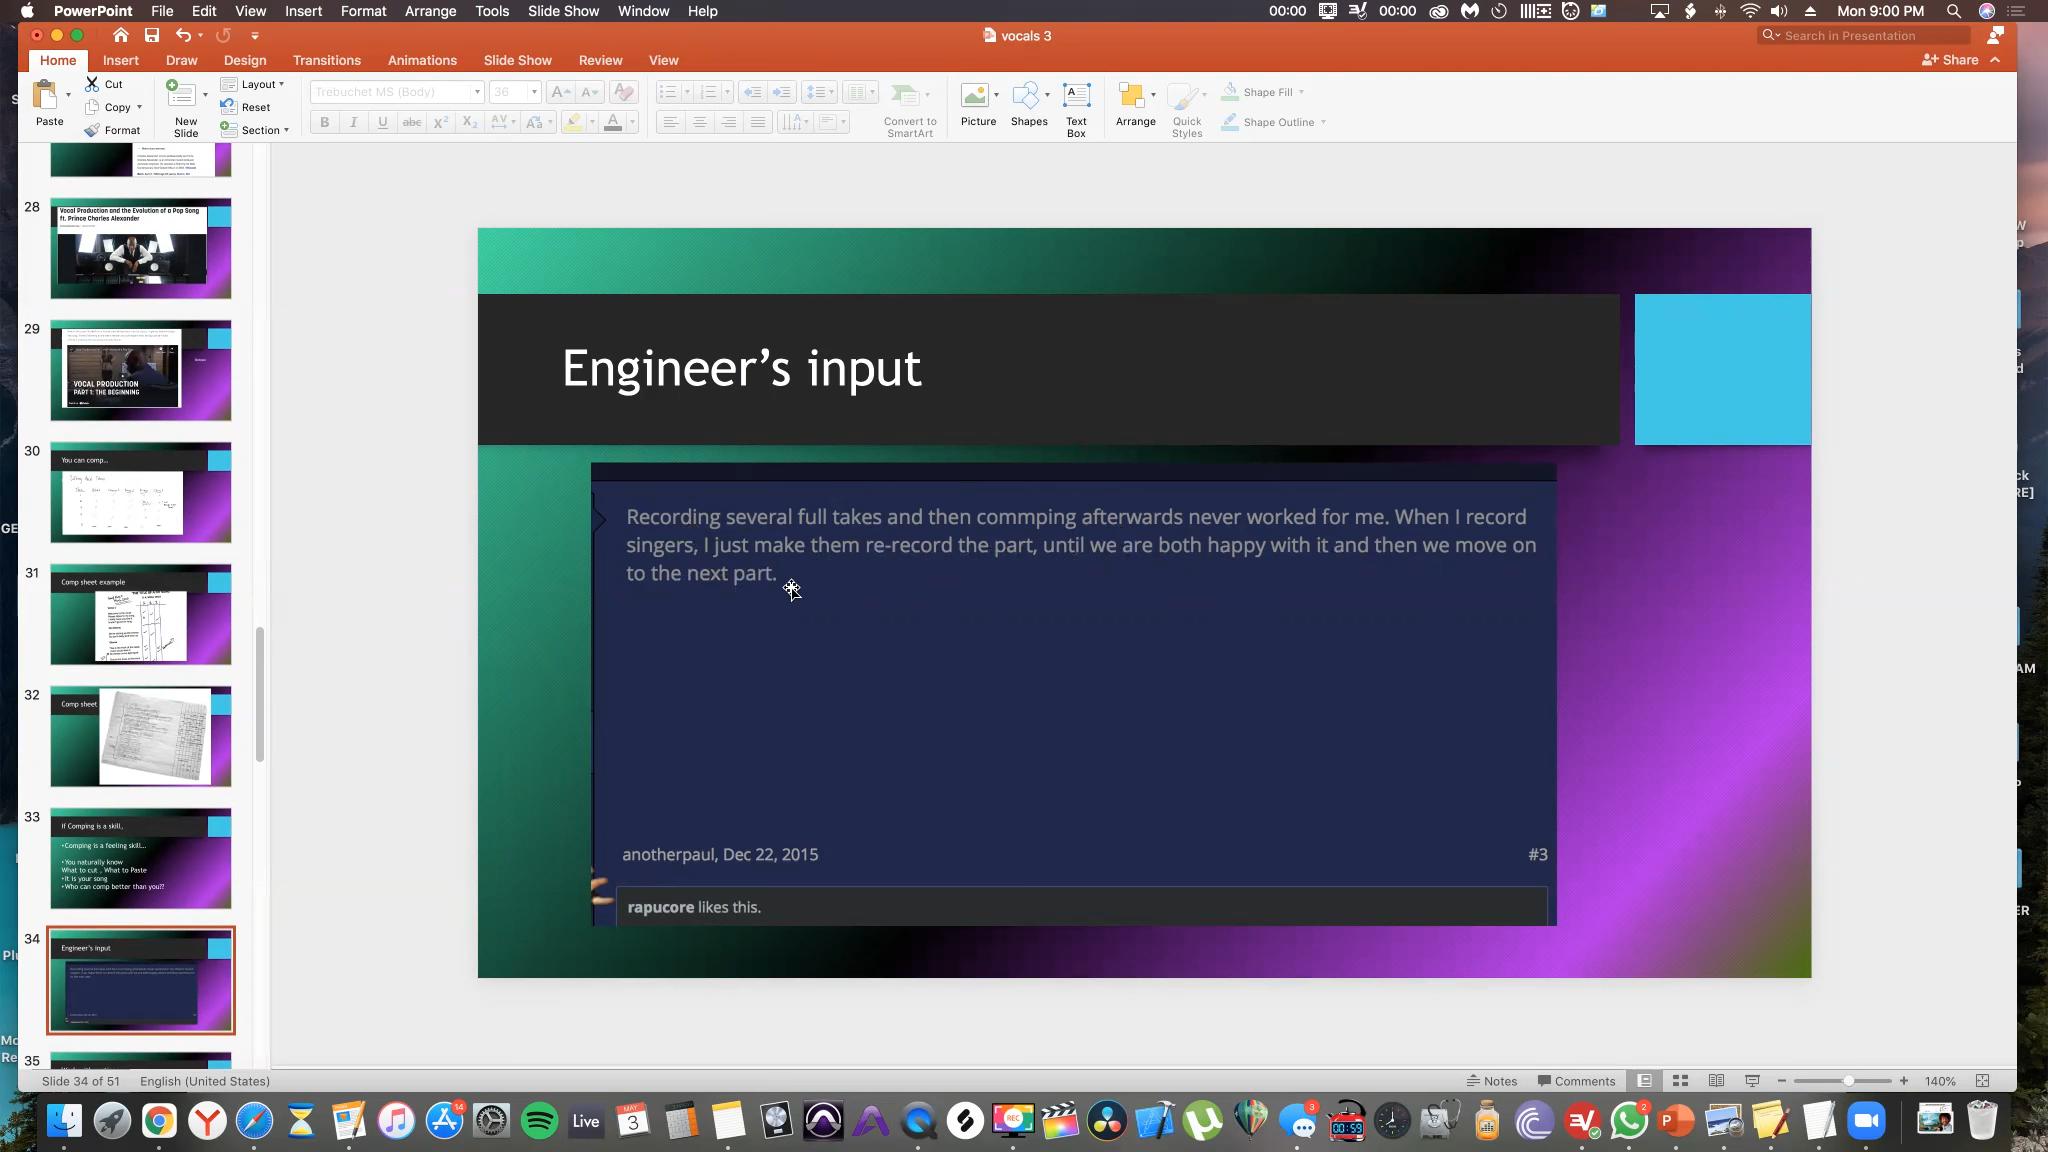 PowerPoint File Edit View Insert Format Arrange Tools Slide Show Window Help 00:00 00:00 Mon 9:00 PM
vocals 3
Search in Presentation
Home Insert Draw Design Transitions Animations Slide Show Review View
Share
Paste
Cut
Copy
Format
New Slide
Layout
Reset
Section
Trebuchet MS (Body) 36
Convert to SmartArt
Picture
Shapes
Text Box
Arrange
Quick Styles
Shape Fill
Shape Outline
28
Vocal Production and the Evolution of a Pop Song
ft. Prince Charles Alexander
29
VOCAL PRODUCTION
PART 1: THE BEGINNING
30
You can comp...
31
Comp sheet example
32
Comp sheet
33
If Comping is a skill,
•Comping is a feeling skill...
•You naturally know
What to cut , What to Paste
•It is your song
•Who can comp better than you??
34
Engineer's input
35
Engineer’s input
Recording several full takes and then commping afterwards never worked for me. When I record
singers, I just make them re-record the part, until we are both happy with it and then we move on
to the next part.
anotherpaul, Dec 22, 2015 #3
rapucore likes this.
Slide 34 of 51 English (United States)
Notes Comments 140%
14
Live
MAY
3
REC
3
00:59
2